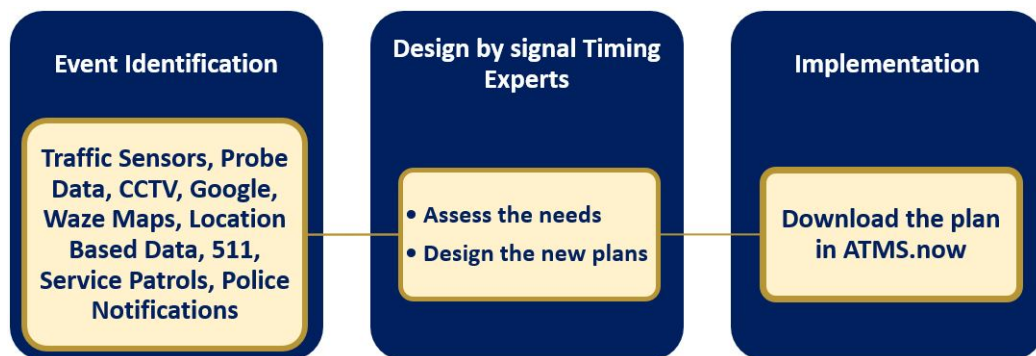 Event Identification
Traffic Sensors, Probe
Data, CCTV, Google,
Waze Maps, Location
Based Data, 511,
Service Patrols, Police
Notifications
Design by signal Timing
Experts
• Assess the needs
• Design the new plans
Implementation
Download the plan
in ATMS.now